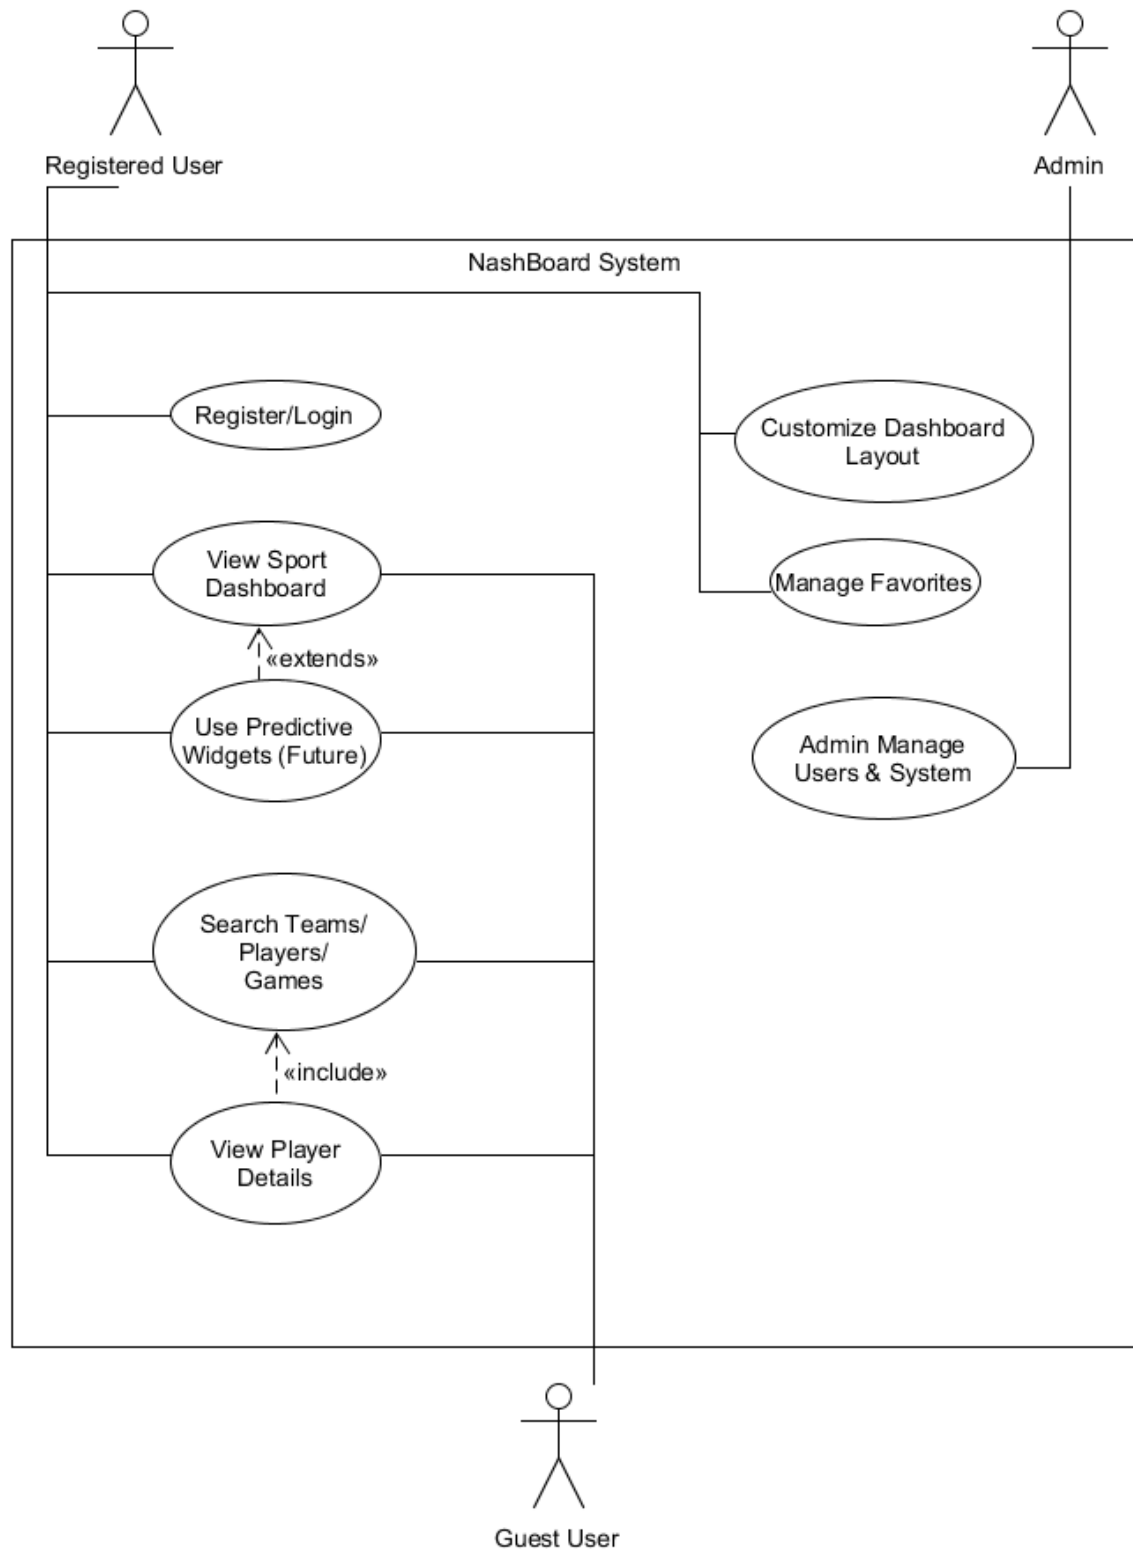 Registered User
Admin
NashBoard System
Register/Login
Customize Dashboard
Layout
View Sport
Dashboard
Manage Favorites
«extends»
Use Predictive
Widgets (Future)
Admin Manage
Users & System
Search Teams/
Players/
Games
«include»
View Player
Details
Guest User